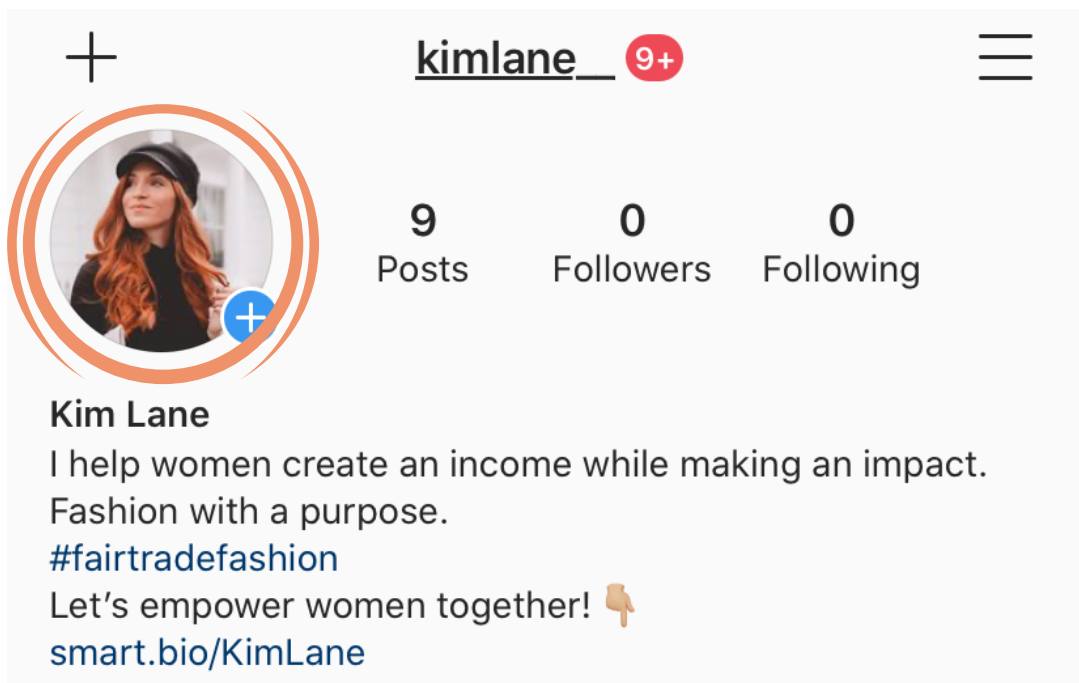 kimlane__ 9+
9 0 0
Posts Followers Following
Kim Lane
I help women create an income while making an impact.
Fashion with a purpose.
#fairtradefashion
Let’s empower women together! 👇🏼
smart.bio/KimLane